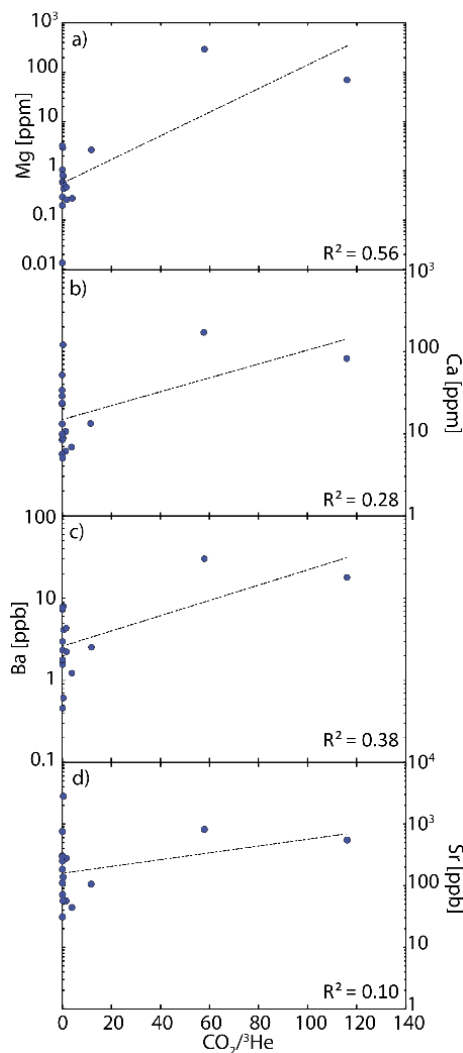 10³
a)
100
10
Mg [ppm]
1
0.1
0.01
R² = 0.56
10³
b)
100
Ca [ppm]
10
R² = 0.28
1
100
c)
10
Ba [ppb]
1
R² = 0.38
0.1
10⁴
d)
10³
Sr [ppb]
100
10
R² = 0.10
1
0 20 40 60 80 100 120 140
CO₂/³He